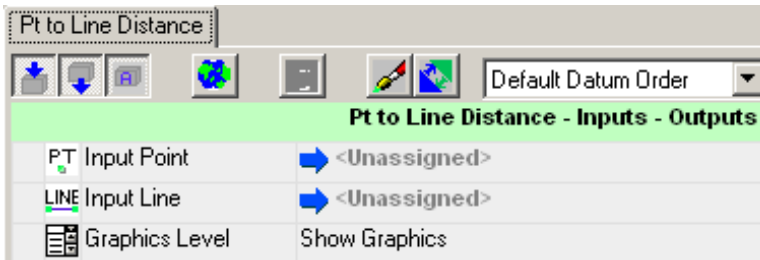 Pt to Line Distance
A Default Datum Order
Pt to Line Distance - Inputs - Outputs
PT Input Point <Unassigned>
LINE Input Line <Unassigned>
Graphics Level Show Graphics